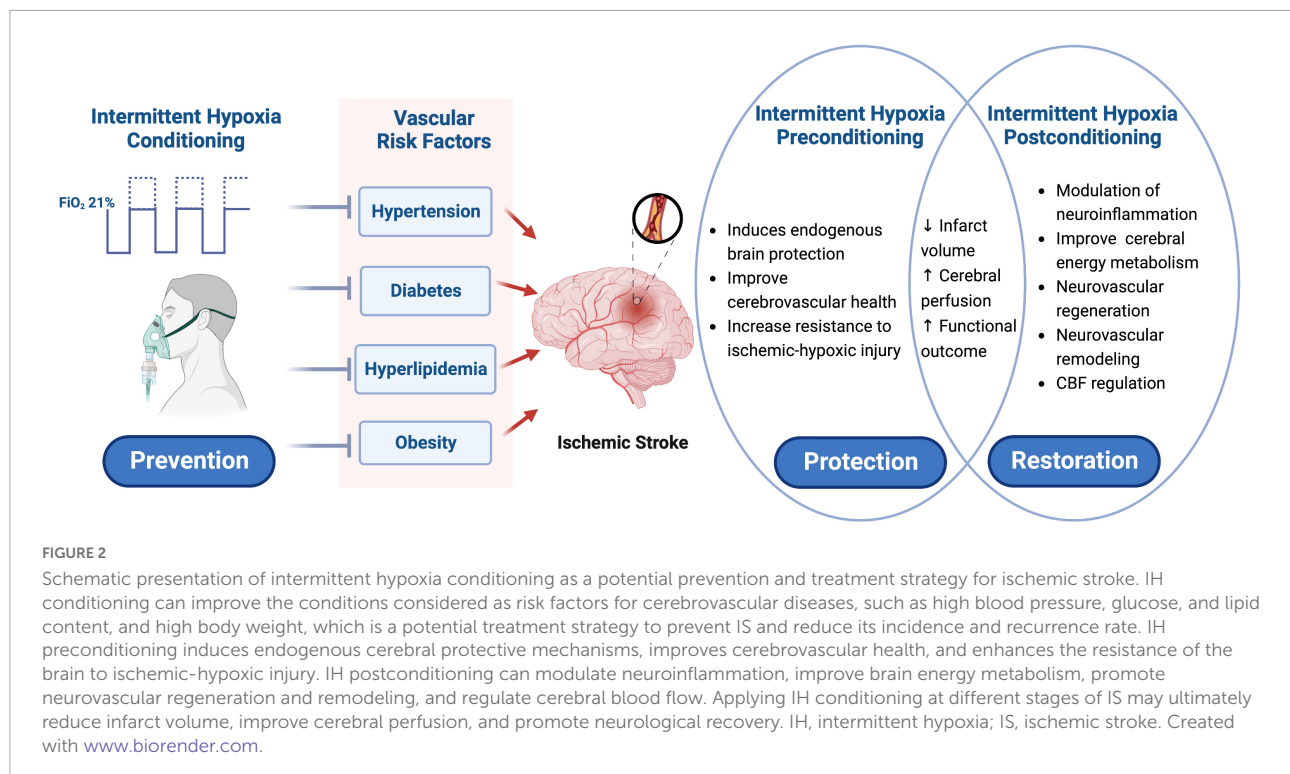 Intermittent Hypoxia
Conditioning
FiO₂ 21%
Prevention
Vascular
Risk Factors
Hypertension
Diabetes
Hyperlipidemia
Obesity
Ischemic Stroke
Intermittent Hypoxia
Preconditioning
• Induces endogenous
brain protection
• Improve
cerebrovascular health
• Increase resistance to
ischemic-hypoxic injury
Protection
↓ Infarct
volume
↑ Cerebral
perfusion
↑ Functional
outcome
Intermittent Hypoxia
Postconditioning
• Modulation of
neuroinflammation
• Improve cerebral
energy metabolism
• Neurovascular
regeneration
• Neurovascular
remodeling
• CBF regulation
Restoration
FIGURE 2
Schematic presentation of intermittent hypoxia conditioning as a potential prevention and treatment strategy for ischemic stroke. IH
conditioning can improve the conditions considered as risk factors for cerebrovascular diseases, such as high blood pressure, glucose, and lipid
content, and high body weight, which is a potential treatment strategy to prevent IS and reduce its incidence and recurrence rate. IH
preconditioning induces endogenous cerebral protective mechanisms, improves cerebrovascular health, and enhances the resistance of the
brain to ischemic-hypoxic injury. IH postconditioning can modulate neuroinflammation, improve brain energy metabolism, promote
neurovascular regeneration and remodeling, and regulate cerebral blood flow. Applying IH conditioning at different stages of IS may ultimately
reduce infarct volume, improve cerebral perfusion, and promote neurological recovery. IH, intermittent hypoxia; IS, ischemic stroke. Created
with www.biorender.com.